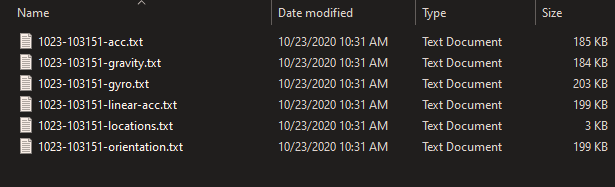 Name Date modified Type Size
1023-103151-acc.txt 10/23/2020 10:31 AM Text Document 185 KB
1023-103151-gravity.txt 10/23/2020 10:31 AM Text Document 184 KB
1023-103151-gyro.txt 10/23/2020 10:31 AM Text Document 203 KB
1023-103151-linear-acc.txt 10/23/2020 10:31 AM Text Document 199 KB
1023-103151-locations.txt 10/23/2020 10:31 AM Text Document 3 KB
1023-103151-orientation.txt 10/23/2020 10:31 AM Text Document 199 KB